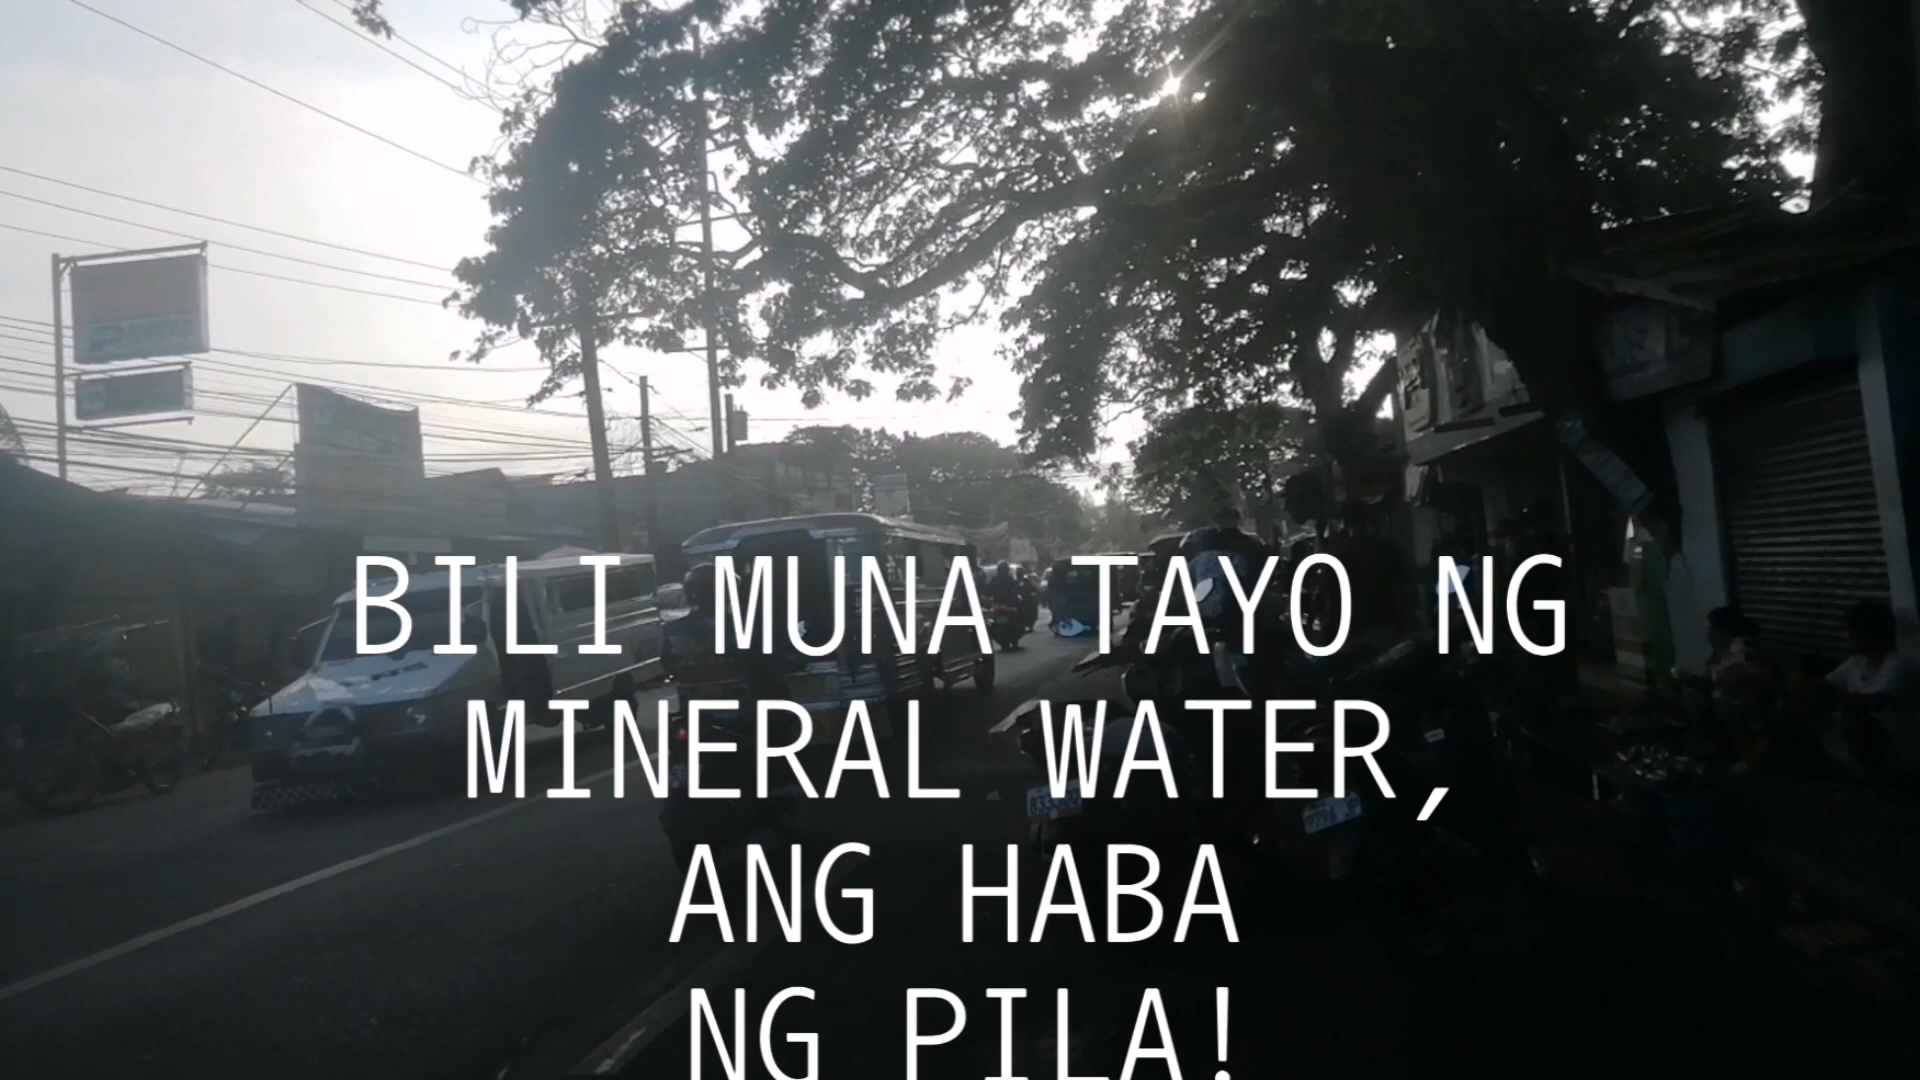 BILI MUNA TAYO NG
MINERAL WATER,
ANG HABA
NG PILA!